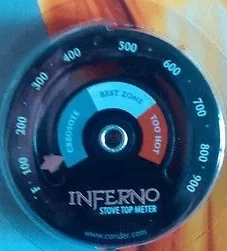 °F 100 200 300 400 500 600 700 800 900
CREOSOTE BEST ZONE TOO HOT
INFERNO
STOVE TOP METER
www.condar.com